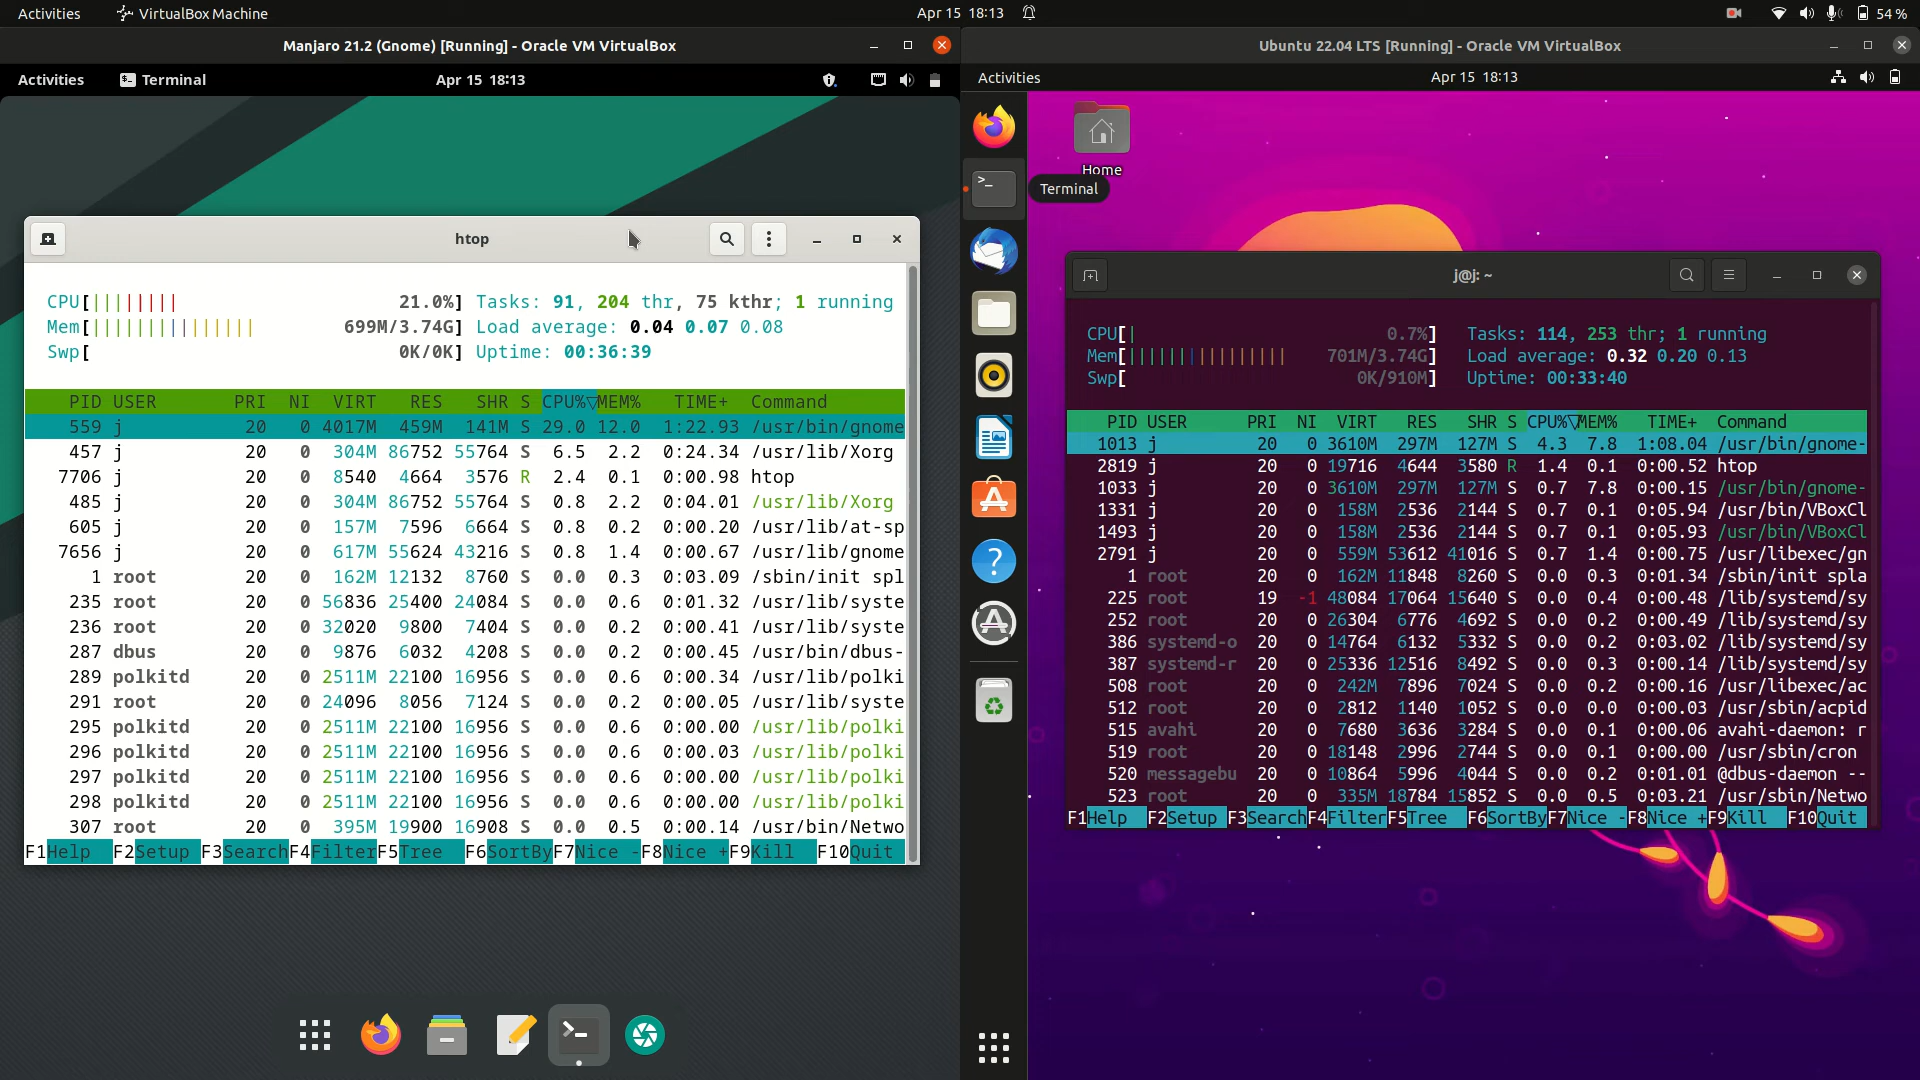 Activities VirtualBox Machine Apr 15 18:13 54 %
Manjaro 21.2 (Gnome) [Running] - Oracle VM VirtualBox
Activities Terminal Apr 15 18:13
htop
CPU[||||||||| 21.0%] Tasks: 91, 204 thr, 75 kthr; 1 running
Mem[|||||||||||||||| 699M/3.74G] Load average: 0.04 0.07 0.08
Swp[ 0K/0K] Uptime: 00:36:39
PID USER PRI NI VIRT RES SHR S CPU%▽MEM% TIME+ Command
559 j 20 0 4017M 459M 141M S 29.0 12.0 1:22.93 /usr/bin/gnome
457 j 20 0 304M 86752 55764 S 6.5 2.2 0:24.34 /usr/lib/Xorg
7706 j 20 0 8540 4664 3576 R 2.4 0.1 0:00.98 htop
485 j 20 0 304M 86752 55764 S 0.8 2.2 0:04.01 /usr/lib/Xorg
605 j 20 0 157M 7596 6664 S 0.8 0.2 0:00.20 /usr/lib/at-sp
7656 j 20 0 617M 55624 43216 S 0.8 1.4 0:00.67 /usr/lib/gnome
1 root 20 0 162M 12132 8760 S 0.0 0.3 0:03.09 /sbin/init spl
235 root 20 0 56836 25400 24084 S 0.0 0.6 0:01.32 /usr/lib/syste
236 root 20 0 32020 9800 7404 S 0.0 0.2 0:00.41 /usr/lib/syste
287 dbus 20 0 9876 6032 4208 S 0.0 0.2 0:00.45 /usr/bin/dbus-
289 polkitd 20 0 2511M 22100 16956 S 0.0 0.6 0:00.34 /usr/lib/polki
291 root 20 0 24096 8056 7124 S 0.0 0.2 0:00.05 /usr/lib/syste
295 polkitd 20 0 2511M 22100 16956 S 0.0 0.6 0:00.00 /usr/lib/polki
296 polkitd 20 0 2511M 22100 16956 S 0.0 0.6 0:00.03 /usr/lib/polki
297 polkitd 20 0 2511M 22100 16956 S 0.0 0.6 0:00.00 /usr/lib/polki
298 polkitd 20 0 2511M 22100 16956 S 0.0 0.6 0:00.00 /usr/lib/polki
307 root 20 0 395M 19900 16908 S 0.0 0.5 0:00.14 /usr/bin/Netwo
F1Help F2Setup F3SearchF4FilterF5Tree F6SortByF7Nice -F8Nice +F9Kill F10Quit
Ubuntu 22.04 LTS [Running] - Oracle VM VirtualBox
Activities Apr 15 18:13
Home
Terminal
j@j: ~
CPU[| 0.7%] Tasks: 114, 253 thr; 1 running
Mem[||||||||||||||||| 701M/3.74G] Load average: 0.32 0.20 0.13
Swp[ 0K/910M] Uptime: 00:33:40
PID USER PRI NI VIRT RES SHR S CPU%▽MEM% TIME+ Command
1013 j 20 0 3610M 297M 127M S 4.3 7.8 1:08.04 /usr/bin/gnome-
2819 j 20 0 19716 4644 3580 R 1.4 0.1 0:00.52 htop
1033 j 20 0 3610M 297M 127M S 0.7 7.8 0:00.15 /usr/bin/gnome-
1331 j 20 0 158M 2536 2144 S 0.7 0.1 0:05.94 /usr/bin/VBoxCl
1493 j 20 0 158M 2536 2144 S 0.7 0.1 0:05.93 /usr/bin/VBoxCl
2791 j 20 0 559M 53612 41016 S 0.7 1.4 0:00.75 /usr/libexec/gn
1 root 20 0 162M 11848 8260 S 0.0 0.3 0:01.34 /sbin/init spla
225 root 19 -1 48084 17064 15640 S 0.0 0.4 0:00.48 /lib/systemd/sy
252 root 20 0 26304 6776 4692 S 0.0 0.2 0:00.49 /lib/systemd/sy
386 systemd-o 20 0 14764 6132 5332 S 0.0 0.2 0:03.02 /lib/systemd/sy
387 systemd-r 20 0 25336 12516 8492 S 0.0 0.3 0:00.14 /lib/systemd/sy
508 root 20 0 242M 7896 7024 S 0.0 0.2 0:00.16 /usr/libexec/ac
512 root 20 0 2812 1140 1052 S 0.0 0.0 0:00.03 /usr/sbin/acpid
515 avahi 20 0 7680 3636 3284 S 0.0 0.1 0:00.06 avahi-daemon: r
519 root 20 0 18148 2996 2744 S 0.0 0.1 0:00.00 /usr/sbin/cron
520 messagebu 20 0 10864 5996 4044 S 0.0 0.2 0:01.01 @dbus-daemon --
523 root 20 0 335M 18784 15852 S 0.0 0.5 0:03.21 /usr/sbin/Netwo
F1Help F2Setup F3SearchF4FilterF5Tree F6SortByF7Nice -F8Nice +F9Kill F10Quit